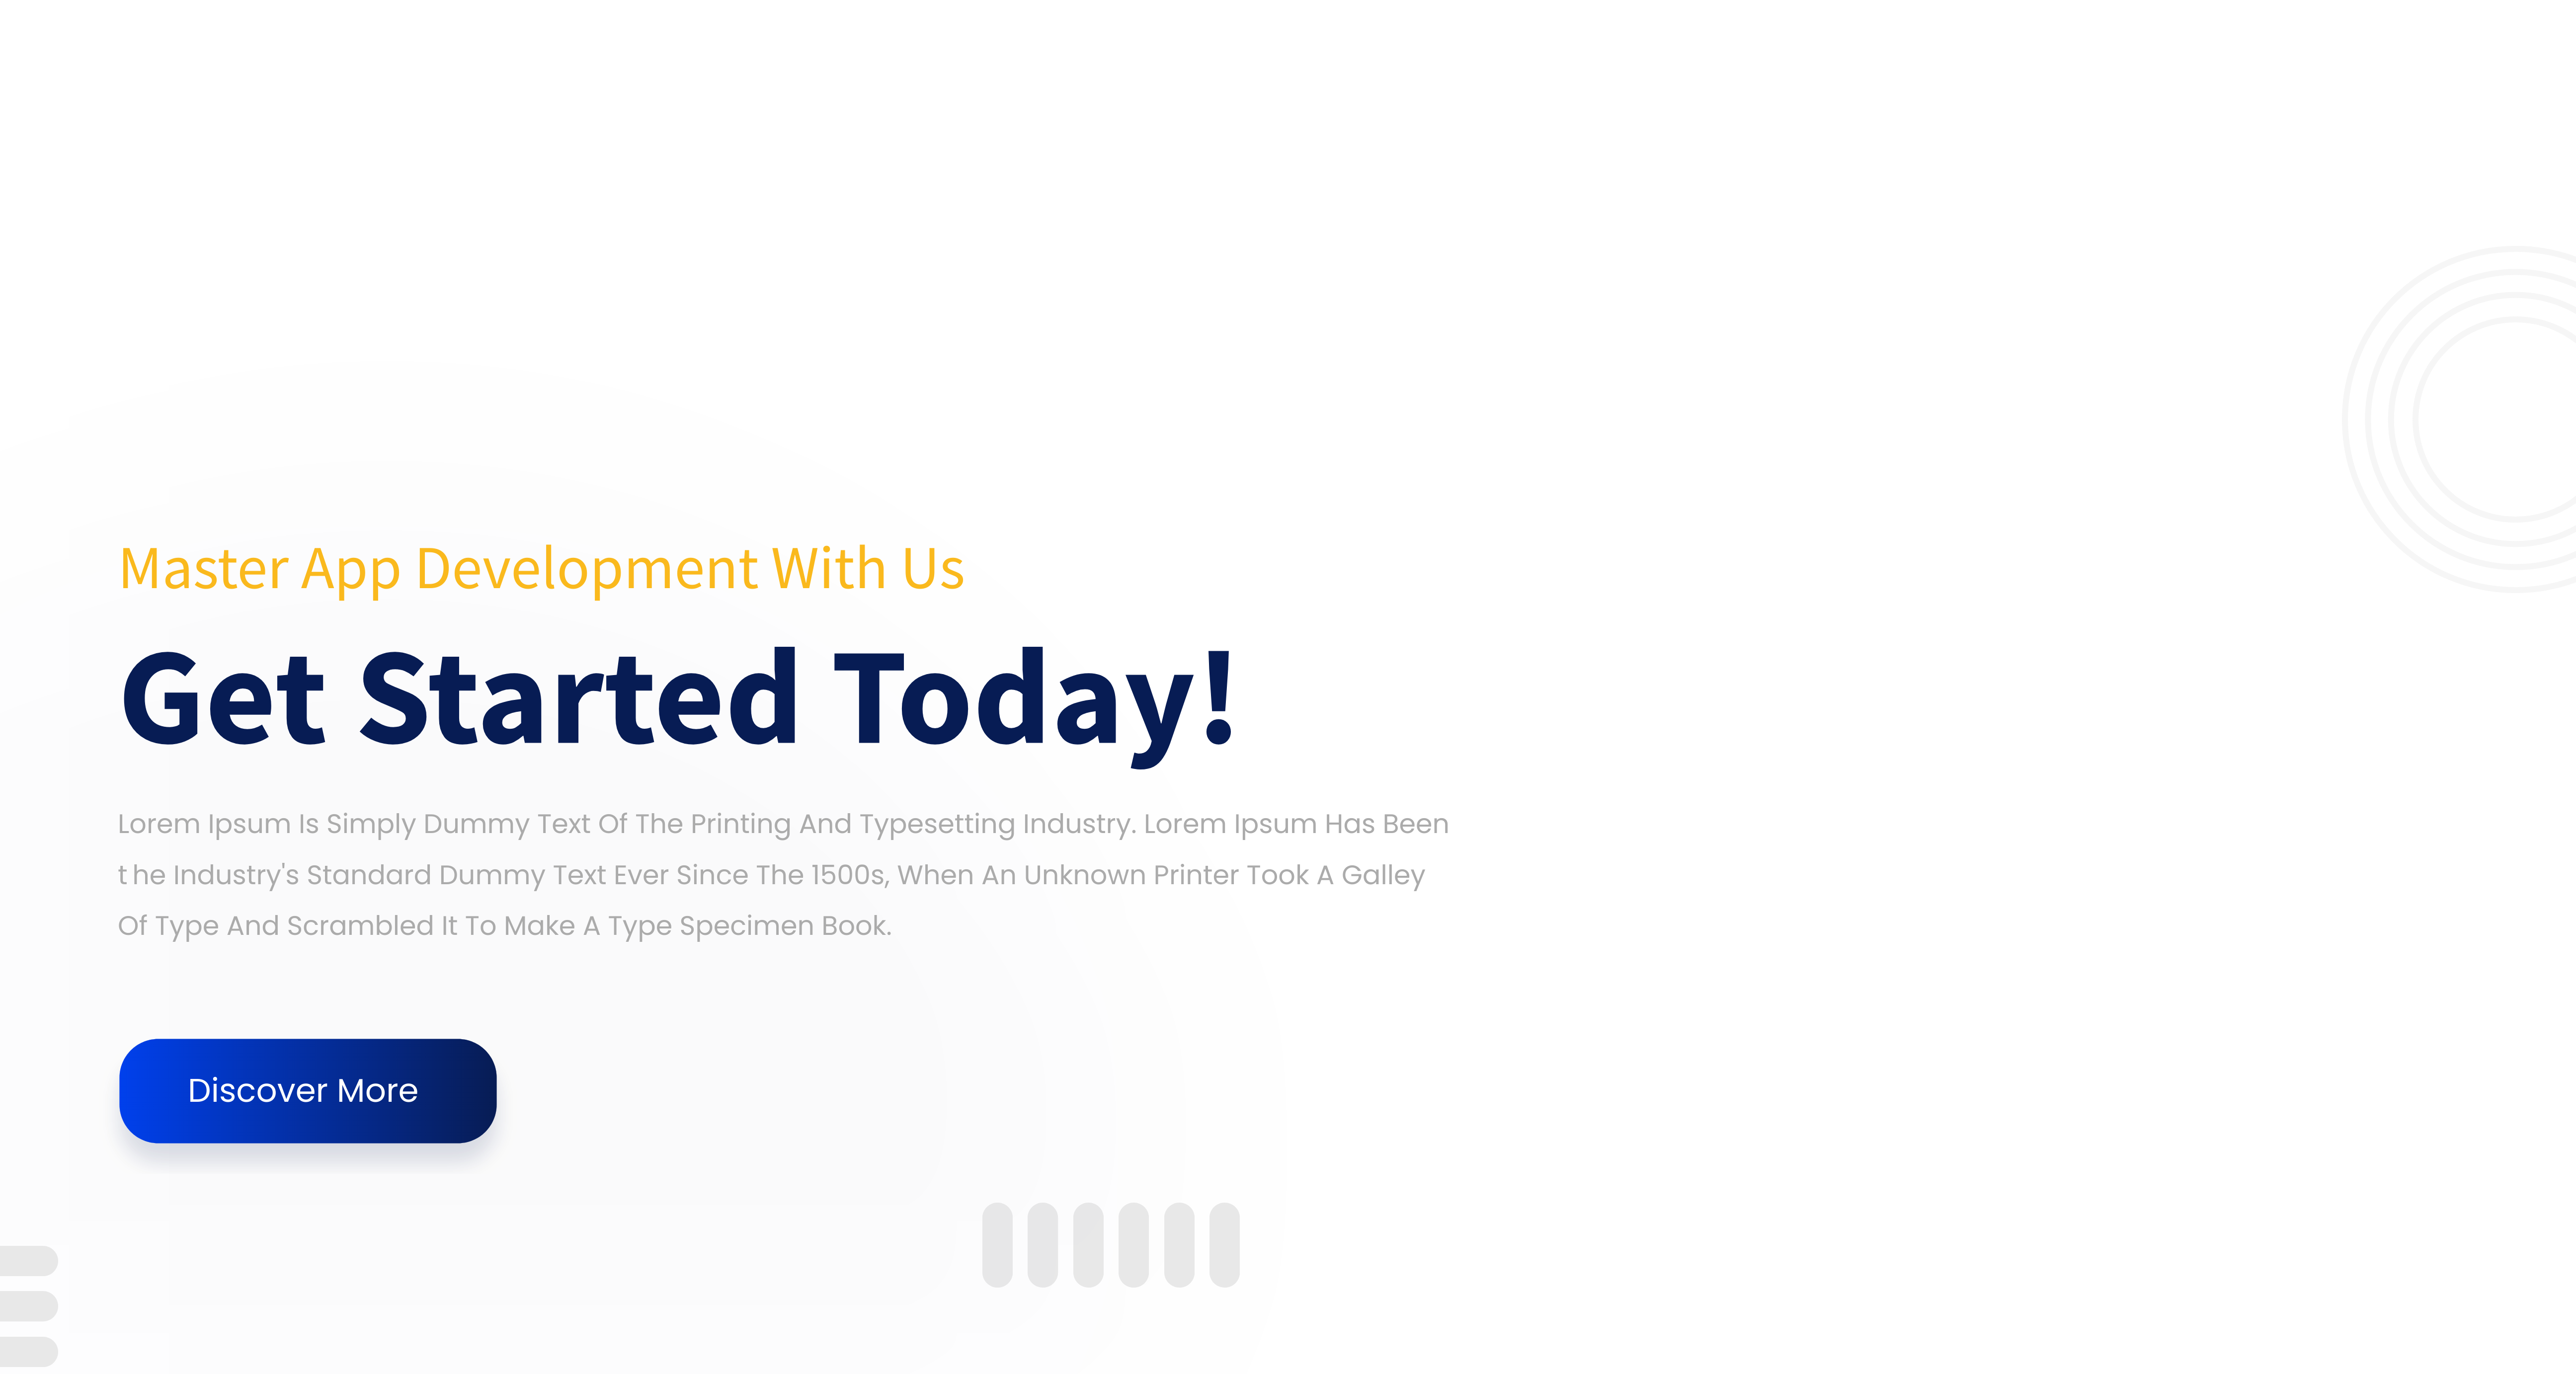 Master App Development With Us
Get Started Today!
Lorem Ipsum Is Simply Dummy Text Of The Printing And Typesetting Industry. Lorem Ipsum Has Been
t he Industry's Standard Dummy Text Ever Since The 1500s, When An Unknown Printer Took A Galley
Of Type And Scrambled It To Make A Type Specimen Book.
Discover More